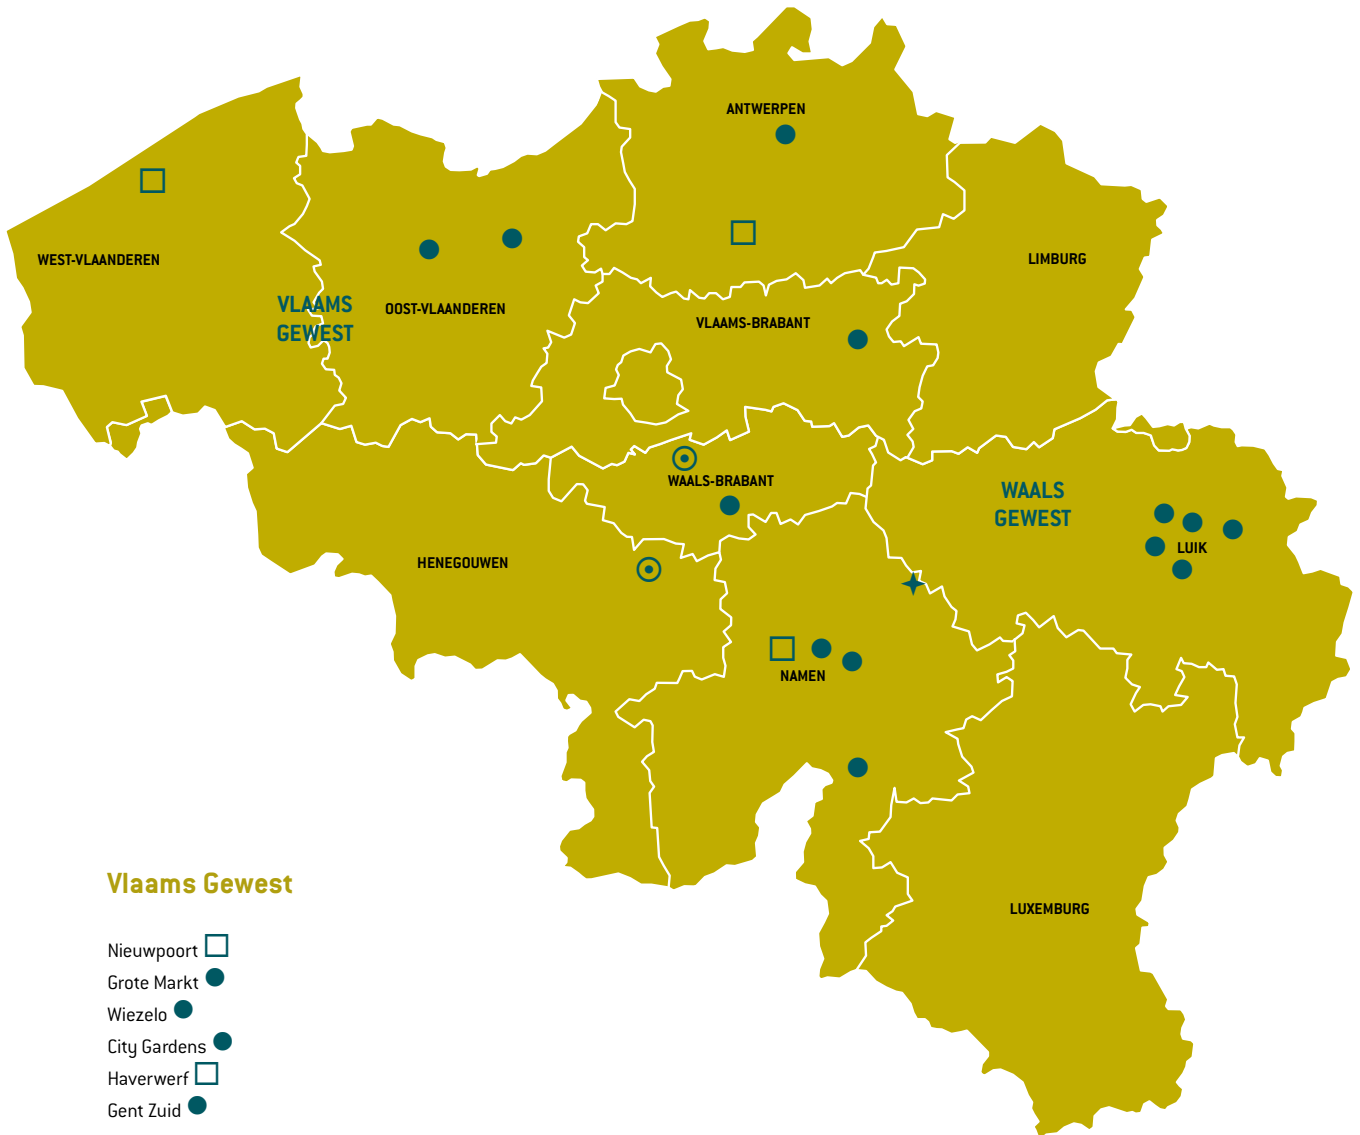 ANTWERPEN
WEST-VLAANDEREN
LIMBURG
VLAAMS
GEWEST
OOST-VLAANDEREN
VLAAMS-BRABANT
WAALS-BRABANT
WAALS
GEWEST
HENEGOUWEN
LUIK
NAMEN
LUXEMBURG
Vlaams Gewest
Nieuwpoort
Grote Markt
Wiezelo
City Gardens
Haverwerf
Gent Zuid